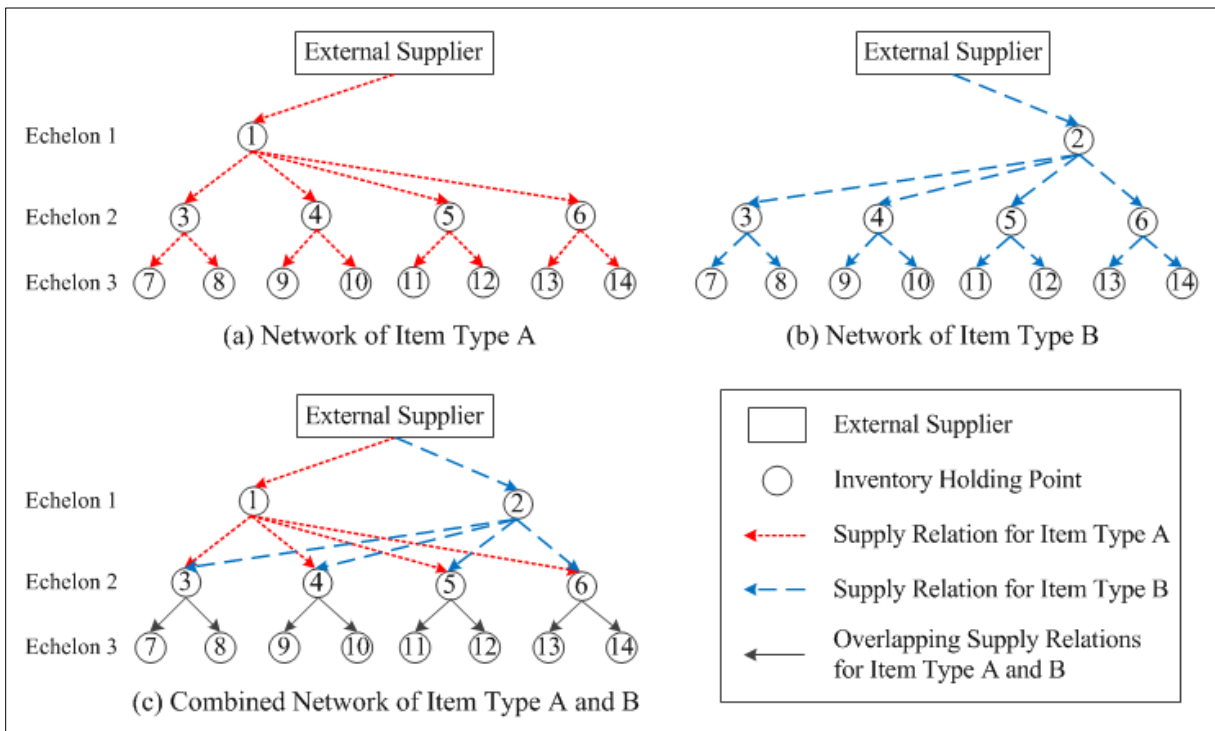 External Supplier
Echelon 1
1
Echelon 2
3 4 5 6
Echelon 3
7 8 9 10 11 12 13 14
(a) Network of Item Type A
External Supplier
2
3 4 5 6
7 8 9 10 11 12 13 14
(b) Network of Item Type B
External Supplier
Echelon 1
1 2
Echelon 2
3 4 5 6
Echelon 3
7 8 9 10 11 12 13 14
(c) Combined Network of Item Type A and B
External Supplier
Inventory Holding Point
Supply Relation for Item Type A
Supply Relation for Item Type B
Overlapping Supply Relations
for Item Type A and B